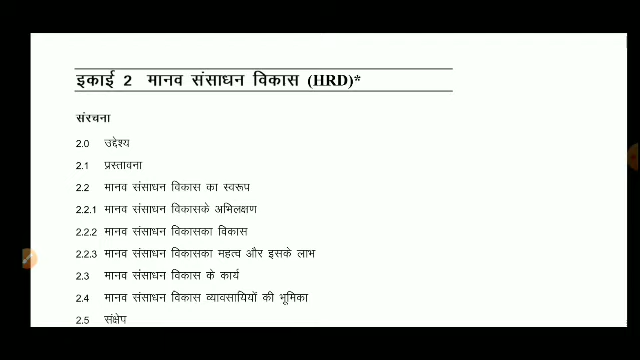 इकाई 2 मानव संसाधन विकास (HRD)*
संरचना
2.0 उद्देश्य
2.1 प्रस्तावना
2.2 मानव संसाधन विकास का स्वरूप
2.2.1 मानव संसाधन विकासके अभिलक्षण
2.2.2 मानव संसाधन विकासका विकास
2.2.3 मानव संसाधन विकासका महत्व और इसके लाभ
2.3 मानव संसाधन विकास के कार्य
2.4 मानव संसाधन विकास व्यावसायियों की भूमिका
2.5 संक्षेप